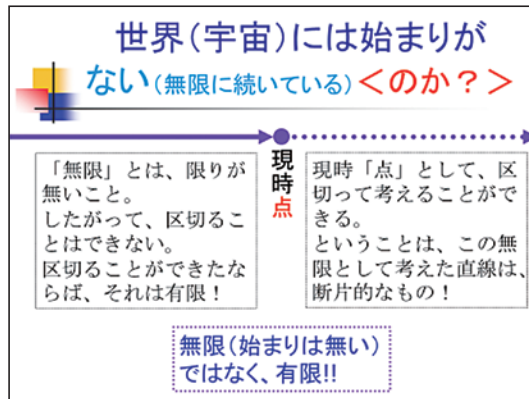 世界（宇宙）には始まりが
ない（無限に続いている）＜のか？＞
「無限」とは、限りが
無いこと。
したがって、区切るこ
とはできない。
区切ることができたな
らば、それは有限！
現時点
現時「点」として、区
切って考えることがで
きる。
ということは、この無
限として考えた直線は、
断片的なもの！
無限（始まりは無い）
ではなく、有限!!